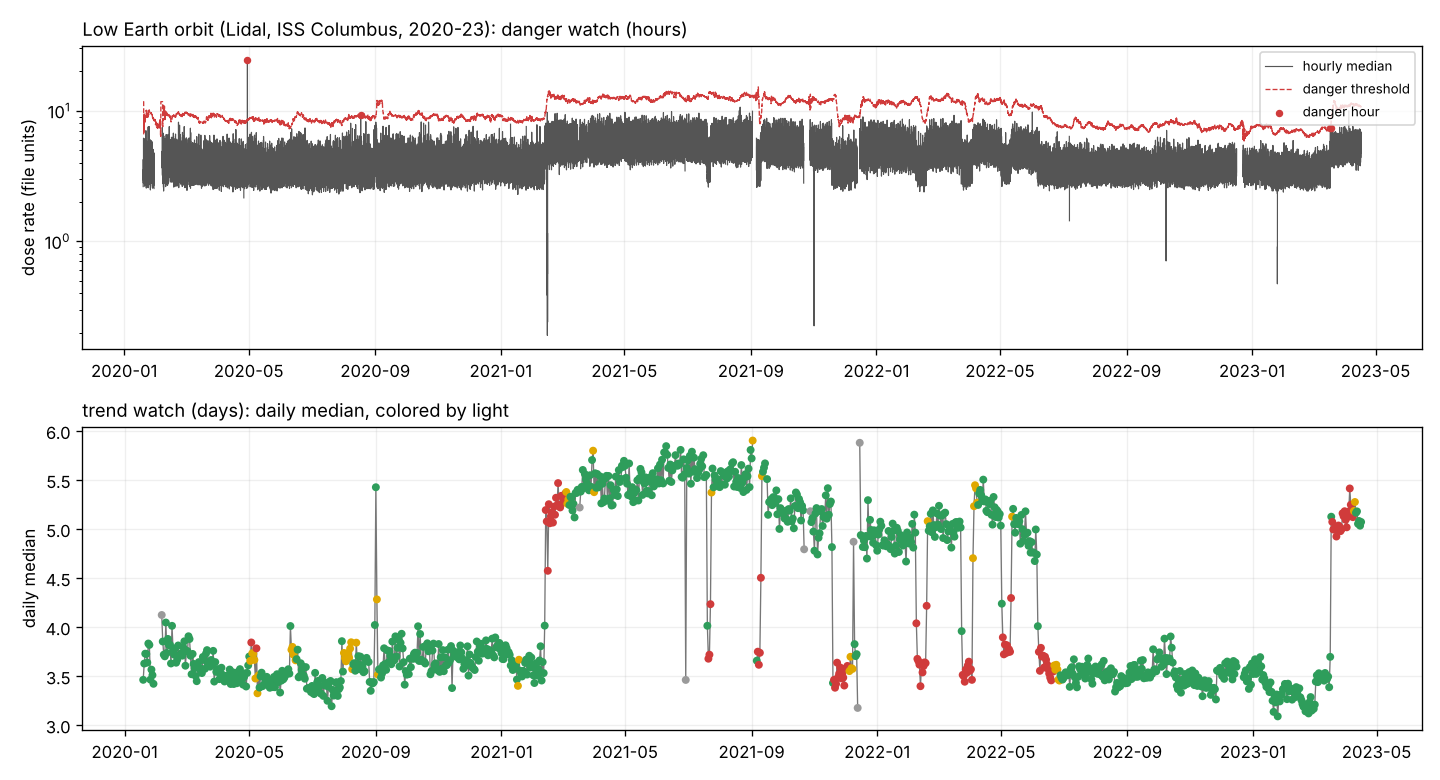 Low Earth orbit (Lidal, ISS Columbus, 2020-23): danger watch (hours)
dose rate (file units)
10¹
10⁰
hourly median
danger threshold
danger hour
2020-01 2020-05 2020-09 2021-01 2021-05 2021-09 2022-01 2022-05 2022-09 2023-01 2023-05
trend watch (days): daily median, colored by light
daily median
6.0
5.5
5.0
4.5
4.0
3.5
3.0
2020-01 2020-05 2020-09 2021-01 2021-05 2021-09 2022-01 2022-05 2022-09 2023-01 2023-05